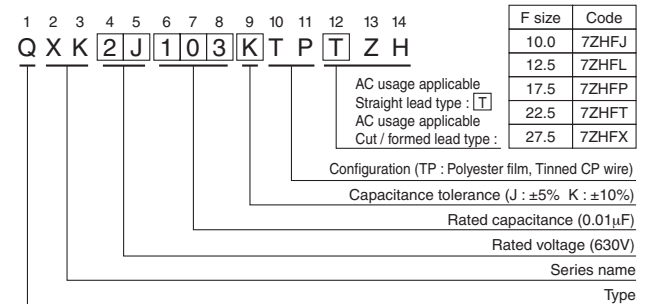 1 2 3 4 5 6 7 8 9 10 11 12 13 14
Q X K 2 J 1 0 3 K T P T Z H
F size Code
10.0 7ZHFJ
12.5 7ZHFL
17.5 7ZHFP
22.5 7ZHFT
27.5 7ZHFX
AC usage applicable
Straight lead type : T
AC usage applicable
Cut / formed lead type :
Configuration (TP : Polyester film, Tinned CP wire)
Capacitance tolerance (J : ±5% K : ±10%)
Rated capacitance (0.01μF)
Rated voltage (630V)
Series name
Type